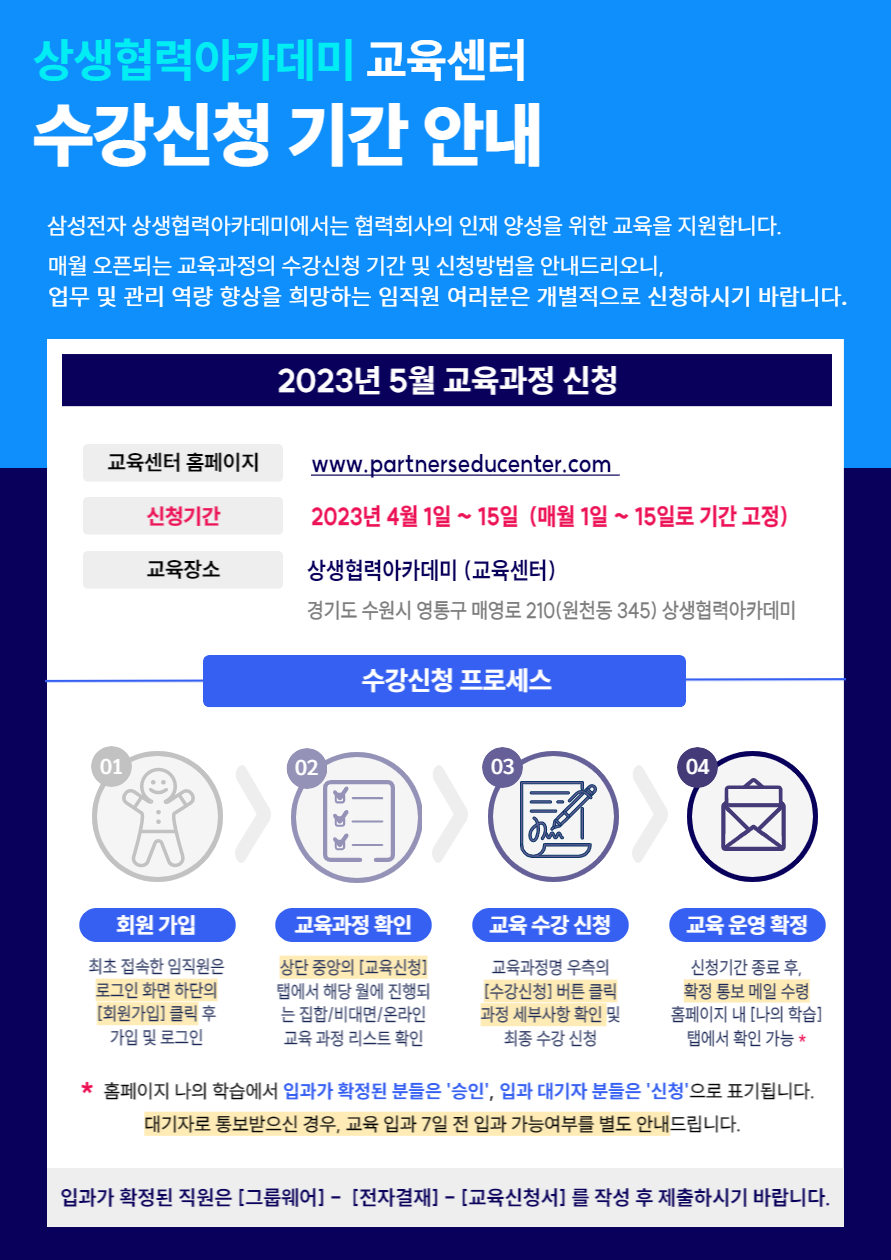 상생협력아카데미 교육센터
수강신청 기간 안내
삼성전자 상생협력아카데미에서는 협력회사의 인재 양성을 위한 교육을 지원합니다.
매월 오픈되는 교육과정의 수강신청 기간 및 신청방법을 안내드리오니,
업무 및 관리 역량 향상을 희망하는 임직원 여러분은 개별적으로 신청하시기 바랍니다.
2023년 5월 교육과정 신청
교육센터 홈페이지
www.partnerseducenter.com
신청기간
2023년 4월 1일 ~ 15일 (매월 1일 ~ 15일로 기간 고정)
교육장소
상생협력아카데미 (교육센터)
경기도 수원시 영통구 매영로 210(원천동 345) 상생협력아카데미
수강신청 프로세스
01
회원 가입
최초 접속한 임직원은
로그인 화면 하단의
[회원가입] 클릭 후
가입 및 로그인
02
교육과정 확인
상단 중앙의 [교육신청]
탭에서 해당 월에 진행되
는 집합/비대면/온라인
교육 과정 리스트 확인
03
교육 수강 신청
교육과정명 우측의
[수강신청] 버튼 클릭
과정 세부사항 확인 및
최종 수강 신청
04
교육 운영 확정
신청기간 종료 후,
확정 통보 메일 수령
홈페이지 내 [나의 학습]
탭에서 확인 가능 *
* 홈페이지 나의 학습에서 입과가 확정된 분들은 '승인', 입과 대기자 분들은 '신청'으로 표기됩니다.
대기자로 통보받으신 경우, 교육 입과 7일 전 입과 가능여부를 별도 안내드립니다.
입과가 확정된 직원은 [그룹웨어] - [전자결재] - [교육신청서] 를 작성 후 제출하시기 바랍니다.